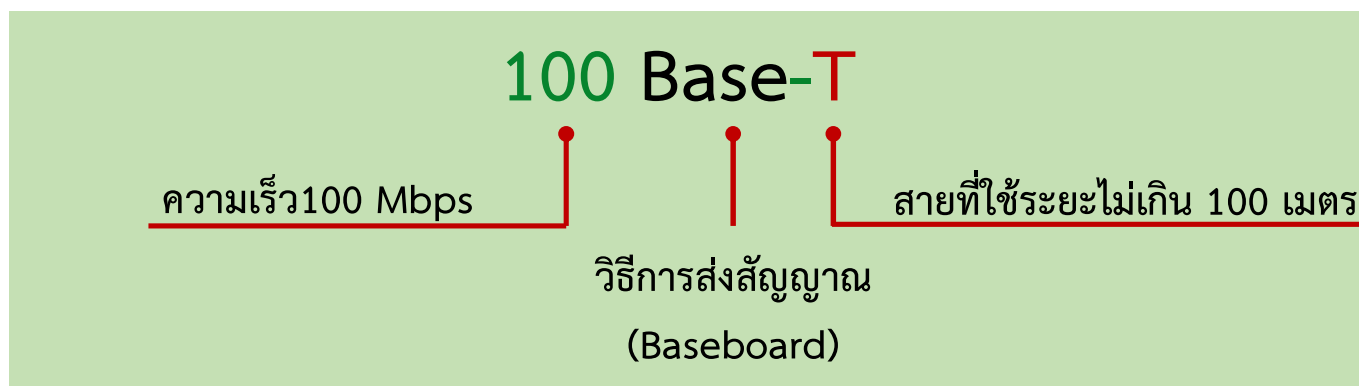 100 Base-T
ความเร็ว100 Mbps
สายที่ใช้ระยะไม่เกิน 100 เมตร
วิธีการส่งสัญญาณ
(Baseboard)